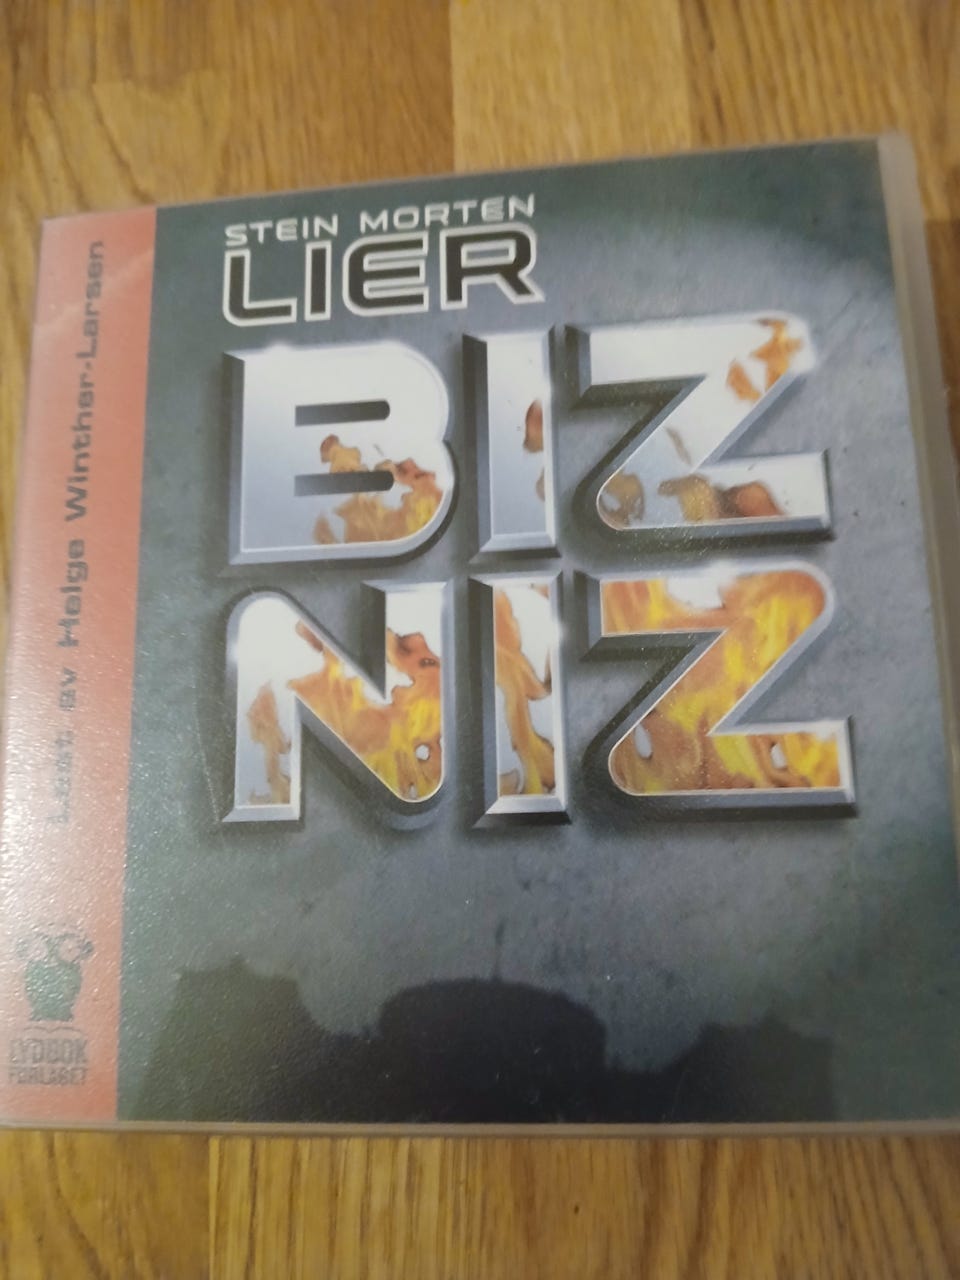 STEIN MORTEN
LIER
BIZ
NIZ
Lest av Helge Winther-Larsen
LYDBOK
FORLAGET